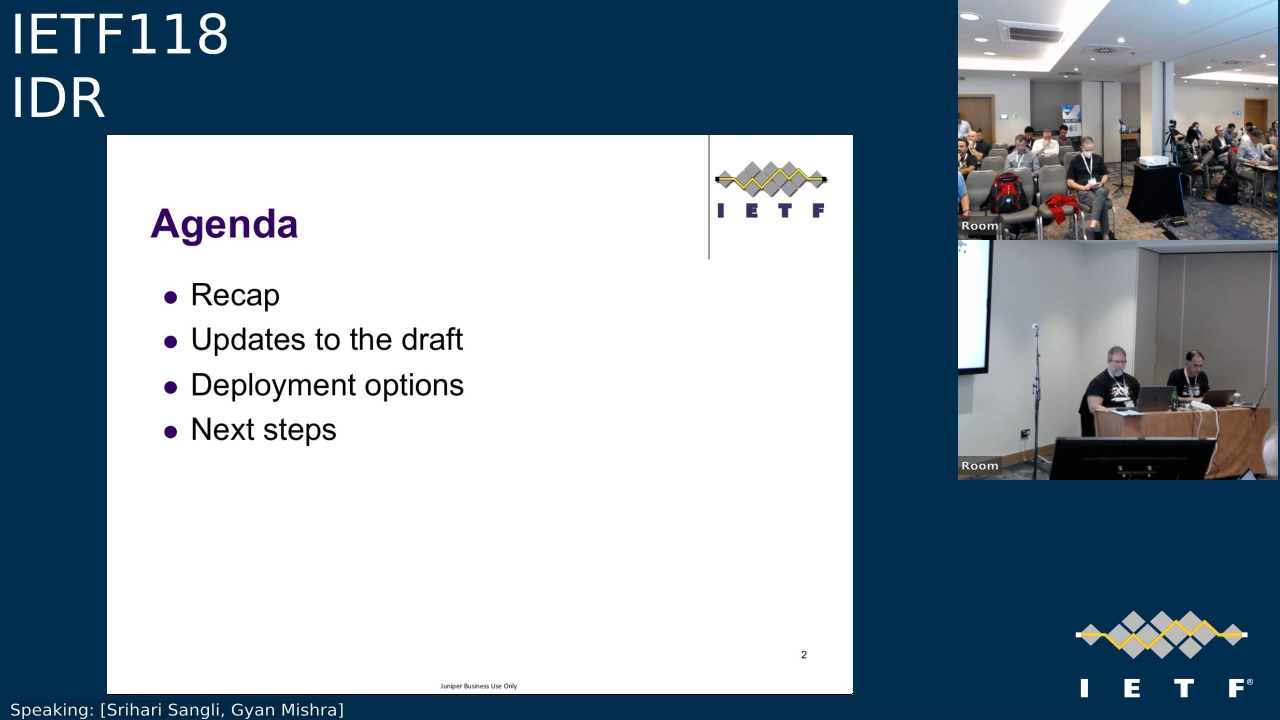 IETF118
IDR
I E T F
Agenda
Recap
Updates to the draft
Deployment options
Next steps
2
Juniper Business Use Only
Room
Room
I E T F®
Speaking: [Srihari Sangli, Gyan Mishra]